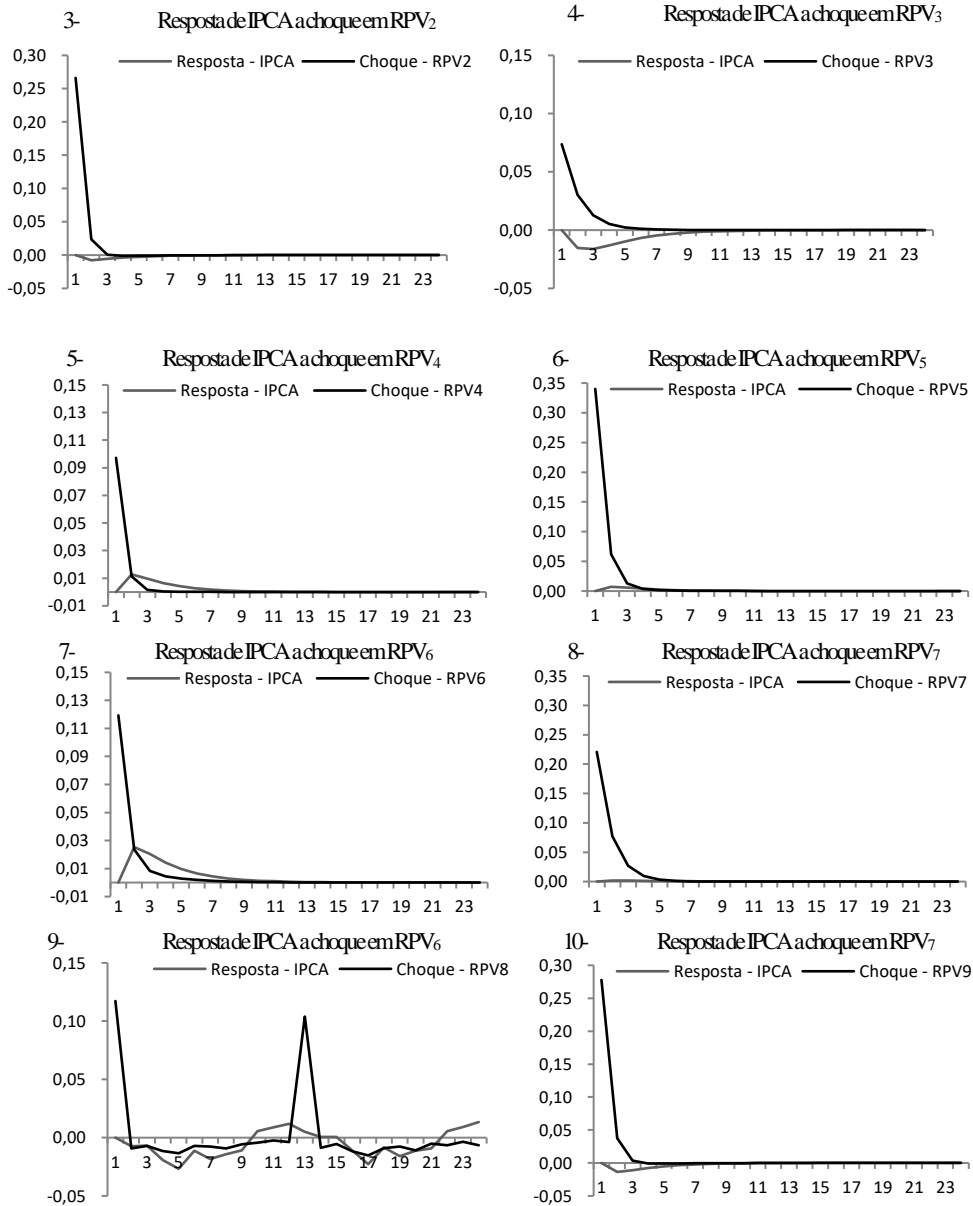 3- Resposta de IPCA a choque em RPV2
Resposta - IPCA Choque - RPV2
0,30
0,25
0,20
0,15
0,10
0,05
0,00
-0,05
1 3 5 7 9 11 13 15 17 19 21 23
4- Resposta de IPCA a choque em RPV3
Resposta - IPCA Choque - RPV3
0,15
0,10
0,05
0,00
-0,05
1 3 5 7 9 11 13 15 17 19 21 23
5- Resposta de IPCA a choque em RPV4
Resposta - IPCA Choque - RPV4
0,15
0,13
0,11
0,09
0,07
0,05
0,03
0,01
-0,01
1 3 5 7 9 11 13 15 17 19 21 23
6- Resposta de IPCA a choque em RPV5
Resposta - IPCA Choque - RPV5
0,35
0,30
0,25
0,20
0,15
0,10
0,05
0,00
1 3 5 7 9 11 13 15 17 19 21 23
7- Resposta de IPCA a choque em RPV6
Resposta - IPCA Choque - RPV6
0,15
0,13
0,11
0,09
0,07
0,05
0,03
0,01
-0,01
1 3 5 7 9 11 13 15 17 19 21 23
8- Resposta de IPCA a choque em RPV7
Resposta - IPCA Choque - RPV7
0,35
0,30
0,25
0,20
0,15
0,10
0,05
0,00
1 3 5 7 9 11 13 15 17 19 21 23
9- Resposta de IPCA a choque em RPV6
Resposta - IPCA Choque - RPV8
0,15
0,10
0,05
0,00
-0,05
1 3 5 7 9 11 13 15 17 19 21 23
10- Resposta de IPCA a choque em RPV7
Resposta - IPCA Choque - RPV9
0,30
0,25
0,20
0,15
0,10
0,05
0,00
-0,05
1 3 5 7 9 11 13 15 17 19 21 23